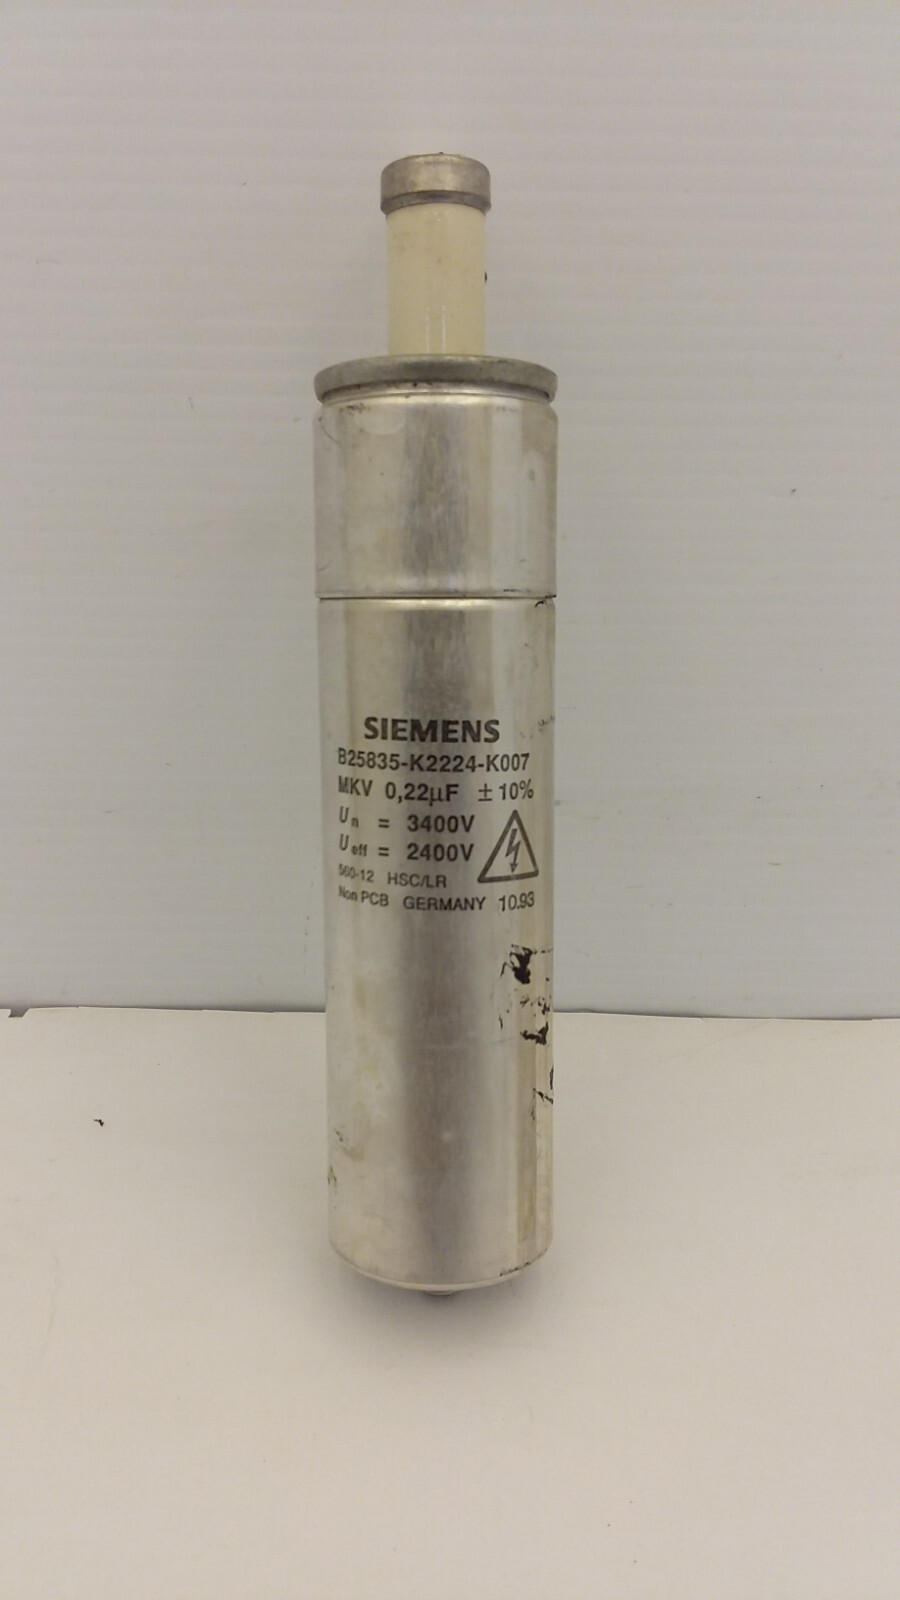 SIEMENS
B25835-K2224-K007
MKV 0,22µF ±10%
Un = 3400V
Ueff = 2400V
560-12 HSC/LR
Non PCB GERMANY 10.93